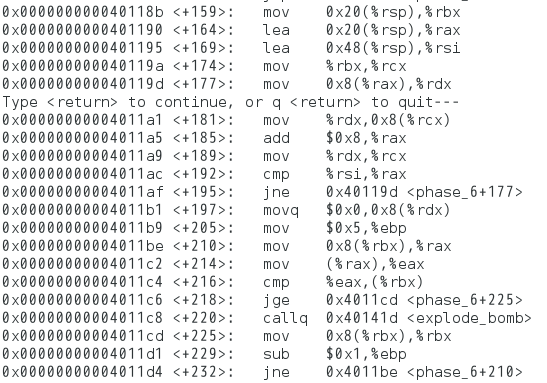 0x000000000040118b <+159>: mov 0x20(%rsp),%rbx
0x0000000000401190 <+164>: lea 0x20(%rsp),%rax
0x0000000000401195 <+169>: lea 0x48(%rsp),%rsi
0x000000000040119a <+174>: mov %rbx,%rcx
0x000000000040119d <+177>: mov 0x8(%rax),%rdx
Type <return> to continue, or q <return> to quit---
0x00000000004011a1 <+181>: mov %rdx,0x8(%rcx)
0x00000000004011a5 <+185>: add $0x8,%rax
0x00000000004011a9 <+189>: mov %rdx,%rcx
0x00000000004011ac <+192>: cmp %rsi,%rax
0x00000000004011af <+195>: jne 0x40119d <phase_6+177>
0x00000000004011b1 <+197>: movq $0x0,0x8(%rdx)
0x00000000004011b9 <+205>: mov $0x5,%ebp
0x00000000004011be <+210>: mov 0x8(%rbx),%rax
0x00000000004011c2 <+214>: mov (%rax),%eax
0x00000000004011c4 <+216>: cmp %eax,(%rbx)
0x00000000004011c6 <+218>: jge 0x4011cd <phase_6+225>
0x00000000004011c8 <+220>: callq 0x40141d <explode_bomb>
0x00000000004011cd <+225>: mov 0x8(%rbx),%rbx
0x00000000004011d1 <+229>: sub $0x1,%ebp
0x00000000004011d4 <+232>: jne 0x4011be <phase_6+210>